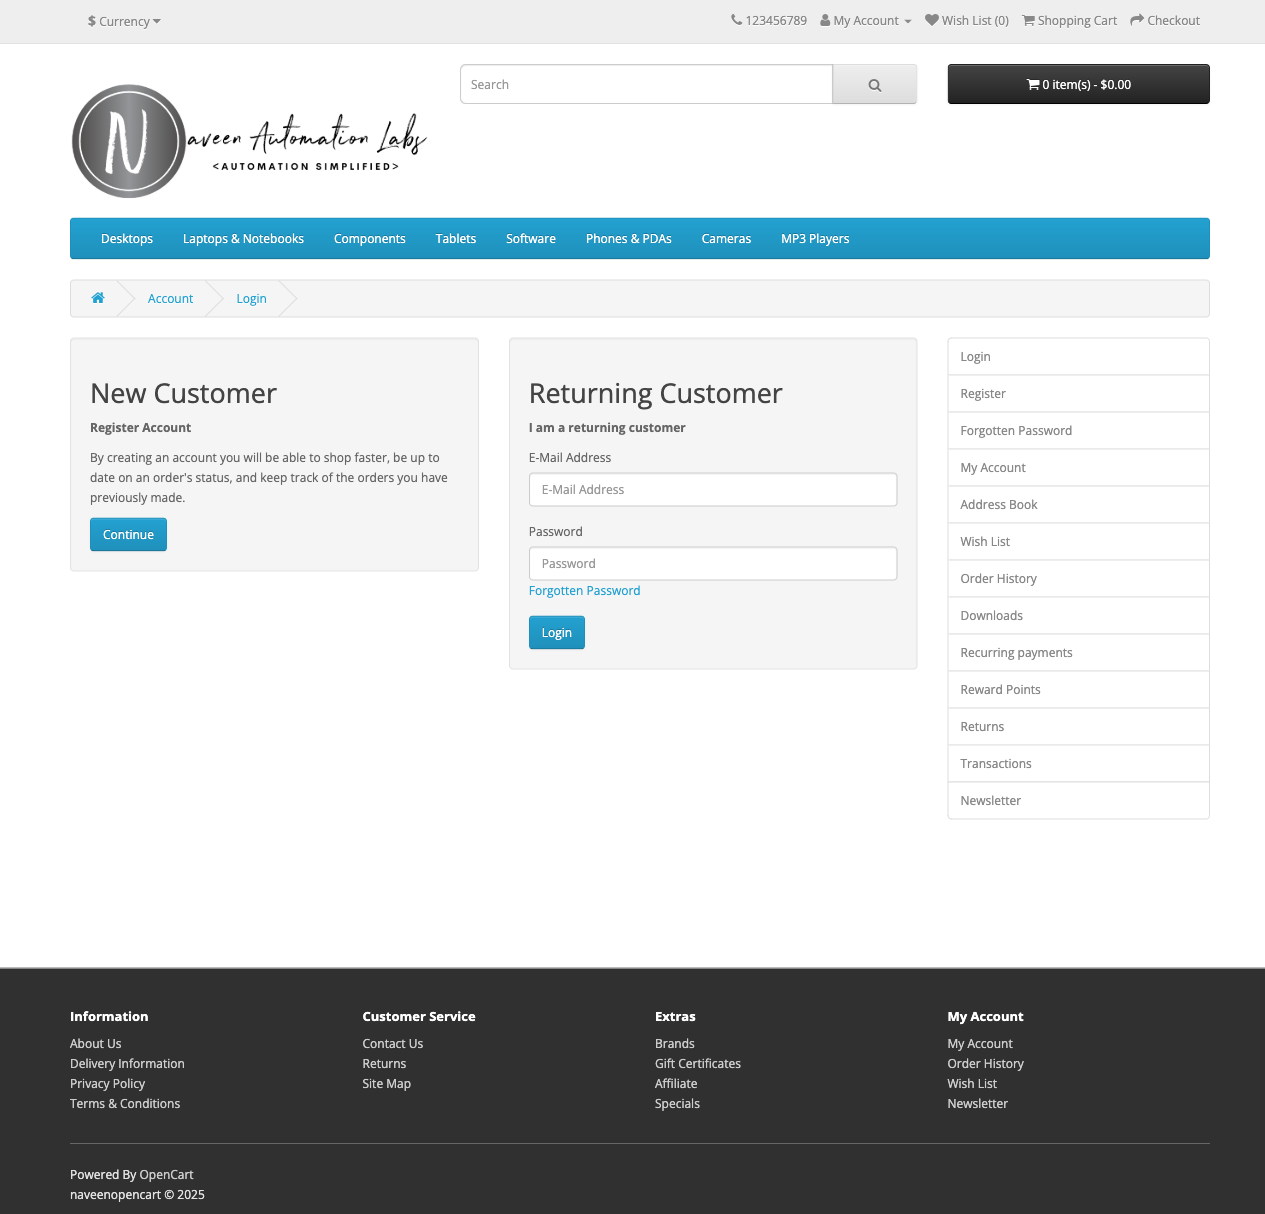 $ Currency
123456789 My Account Wish List (0) Shopping Cart Checkout
Search
0 item(s) - $0.00
Naveen Automation Labs
<AUTOMATION SIMPLIFIED>
Desktops Laptops & Notebooks Components Tablets Software Phones & PDAs Cameras MP3 Players
Account Login
New Customer
Register Account
By creating an account you will be able to shop faster, be up to
date on an order's status, and keep track of the orders you have
previously made.
Continue
Returning Customer
I am a returning customer
E-Mail Address
E-Mail Address
Password
Password
Forgotten Password
Login
Login
Register
Forgotten Password
My Account
Address Book
Wish List
Order History
Downloads
Recurring payments
Reward Points
Returns
Transactions
Newsletter
Information
About Us
Delivery Information
Privacy Policy
Terms & Conditions
Customer Service
Contact Us
Returns
Site Map
Extras
Brands
Gift Certificates
Affiliate
Specials
My Account
My Account
Order History
Wish List
Newsletter
Powered By OpenCart
naveenopencart © 2025